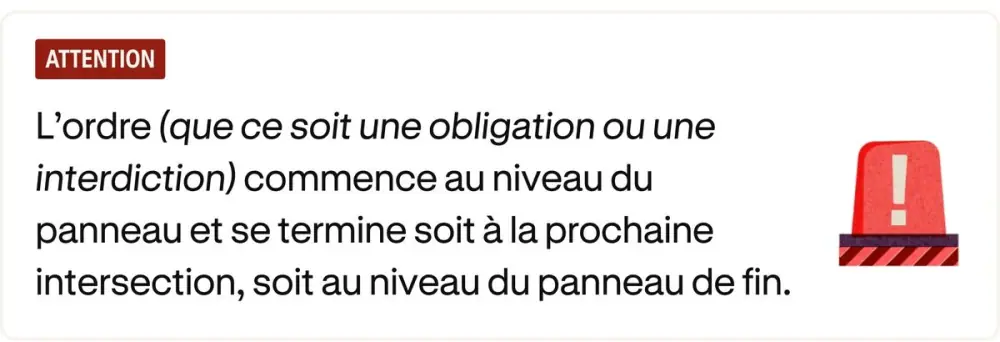 ATTENTION
L’ordre (que ce soit une obligation ou une
interdiction) commence au niveau du
panneau et se termine soit à la prochaine
intersection, soit au niveau du panneau de fin.